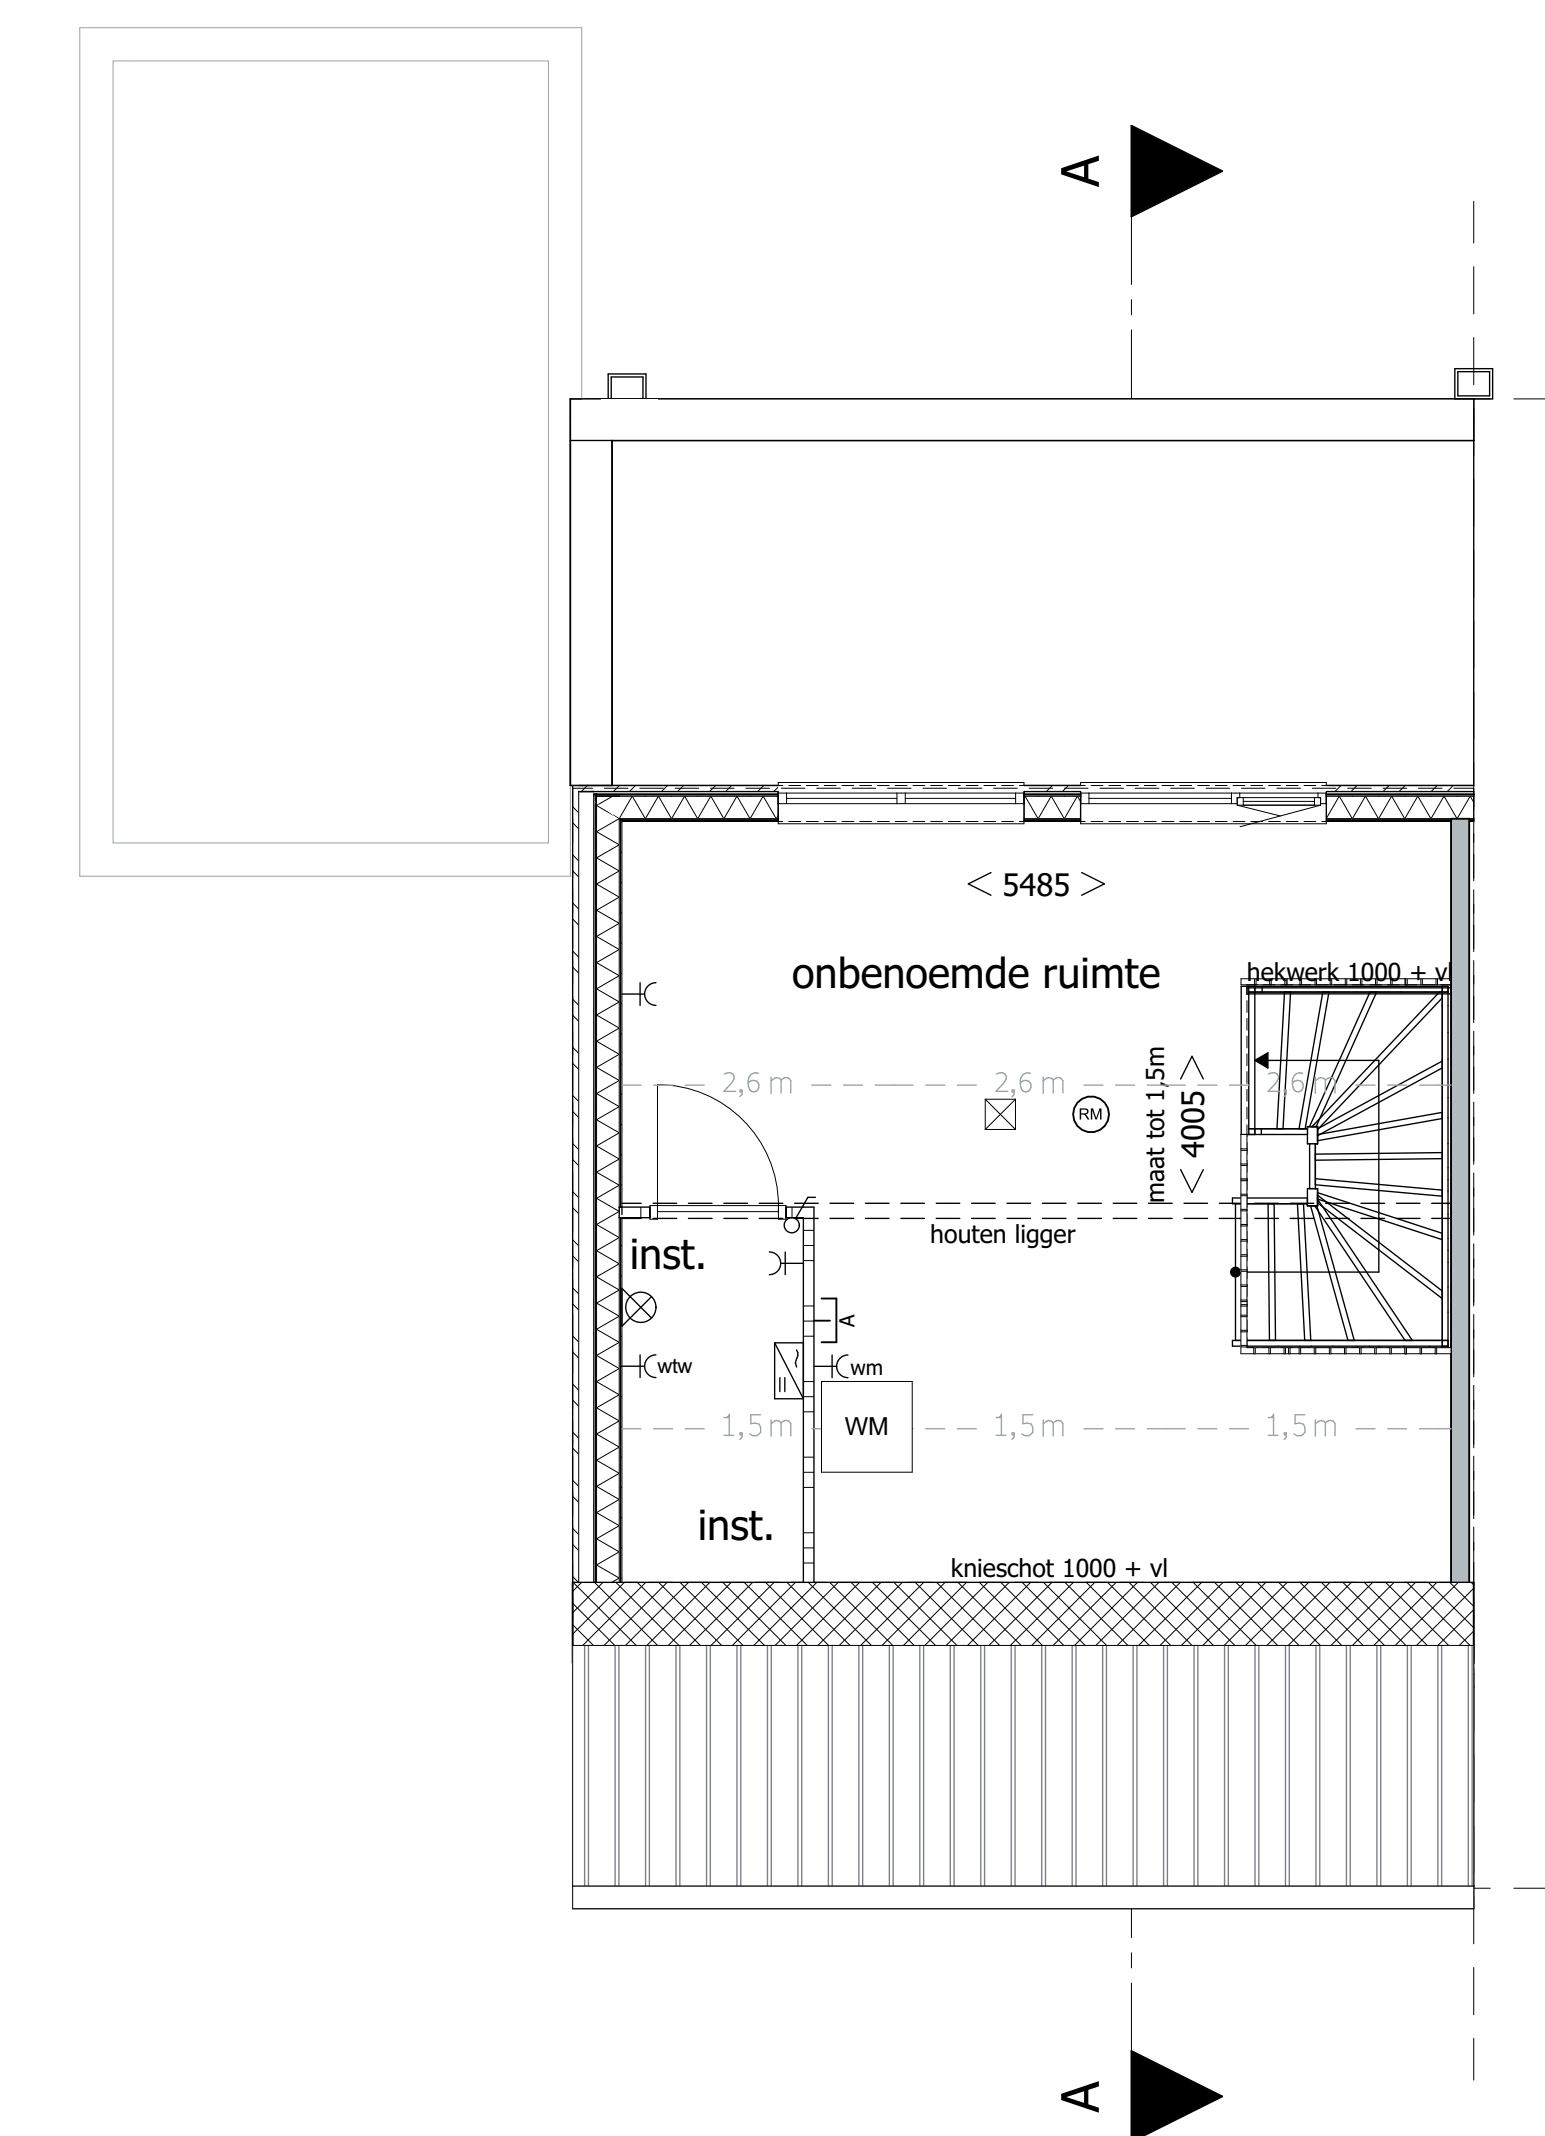 A
< 5485 >
onbenoemde ruimte
hekwerk 1000 + vl
2,6 m
2,6 m
2,6 m
maat tot 1,5m
< 4005 >
RM
houten ligger
inst.
A
wtw
wm
1,5 m
WM
1,5 m
1,5 m
inst.
knieschot 1000 + vl
A